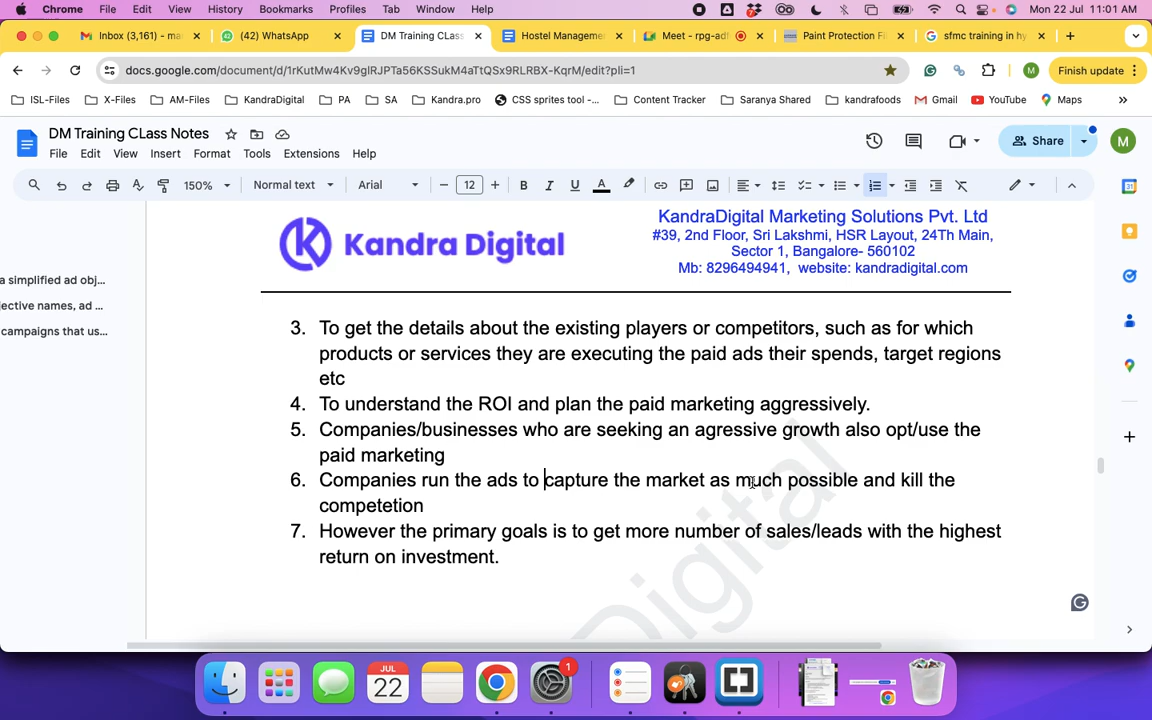 Chrome File Edit View History Bookmarks Profiles Tab Window Help Mon 22 Jul 11:01 AM
Inbox (3,161) - ma (42) WhatsApp DM Training CLass Hostel Manageme Meet - rpg-adf Paint Protection Fi sfmc training in hy
docs.google.com/document/d/1rKutMw4Kv9glRJPTa56KSSukM4aTtQSx9RLRBX-KqrM/edit?pli=1 M Finish update
ISL-Files X-Files AM-Files KandraDigital PA SA Kandra.pro CSS sprites tool -... Content Tracker Saranya Shared kandrafoods Gmail YouTube Maps »
DM Training CLass Notes
File Edit View Insert Format Tools Extensions Help
Share M
150% Normal text Arial − 12 + B I U A
31
Kandra Digital
KandraDigital Marketing Solutions Pvt. Ltd
#39, 2nd Floor, Sri Lakshmi, HSR Layout, 24Th Main,
Sector 1, Bangalore- 560102
Mb: 8296494941, website: kandradigital.com
a simplified ad obj...
jective names, ad ...
campaigns that us...
3. To get the details about the existing players or competitors, such as for which
products or services they are executing the paid ads their spends, target regions
etc
4. To understand the ROI and plan the paid marketing aggressively.
5. Companies/businesses who are seeking an agressive growth also opt/use the
paid marketing
6. Companies run the ads to capture the market as much possible and kill the
competetion
7. However the primary goals is to get more number of sales/leads with the highest
return on investment.
Digital
JUL
22
1